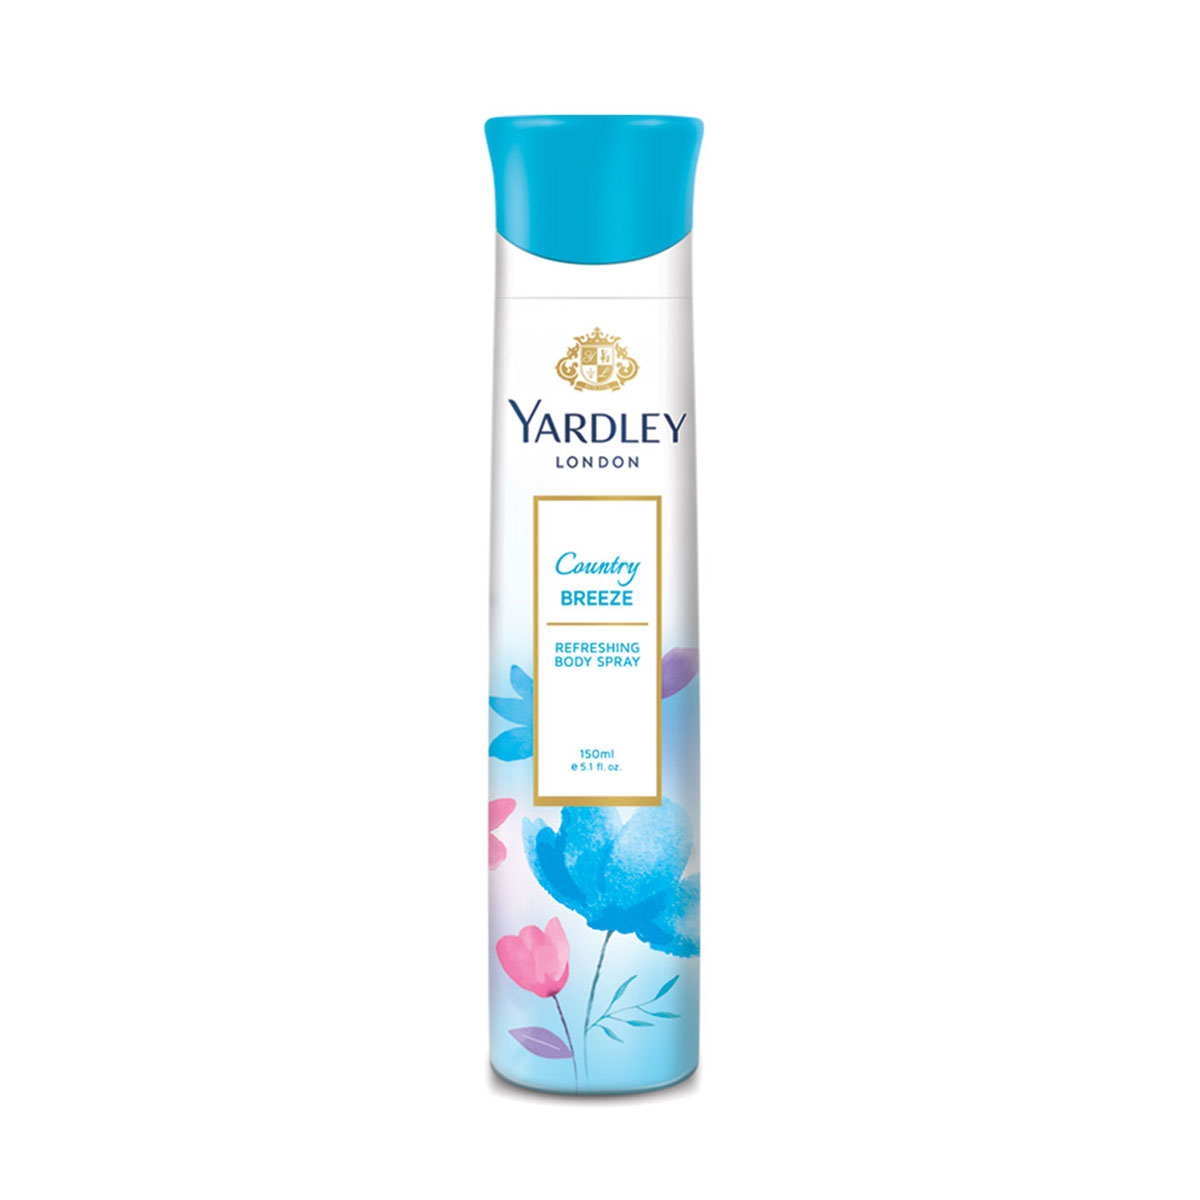 YARDLEY
LONDON
Country
BREEZE
REFRESHING
BODY SPRAY
150ml
e 5.1 fl. oz.